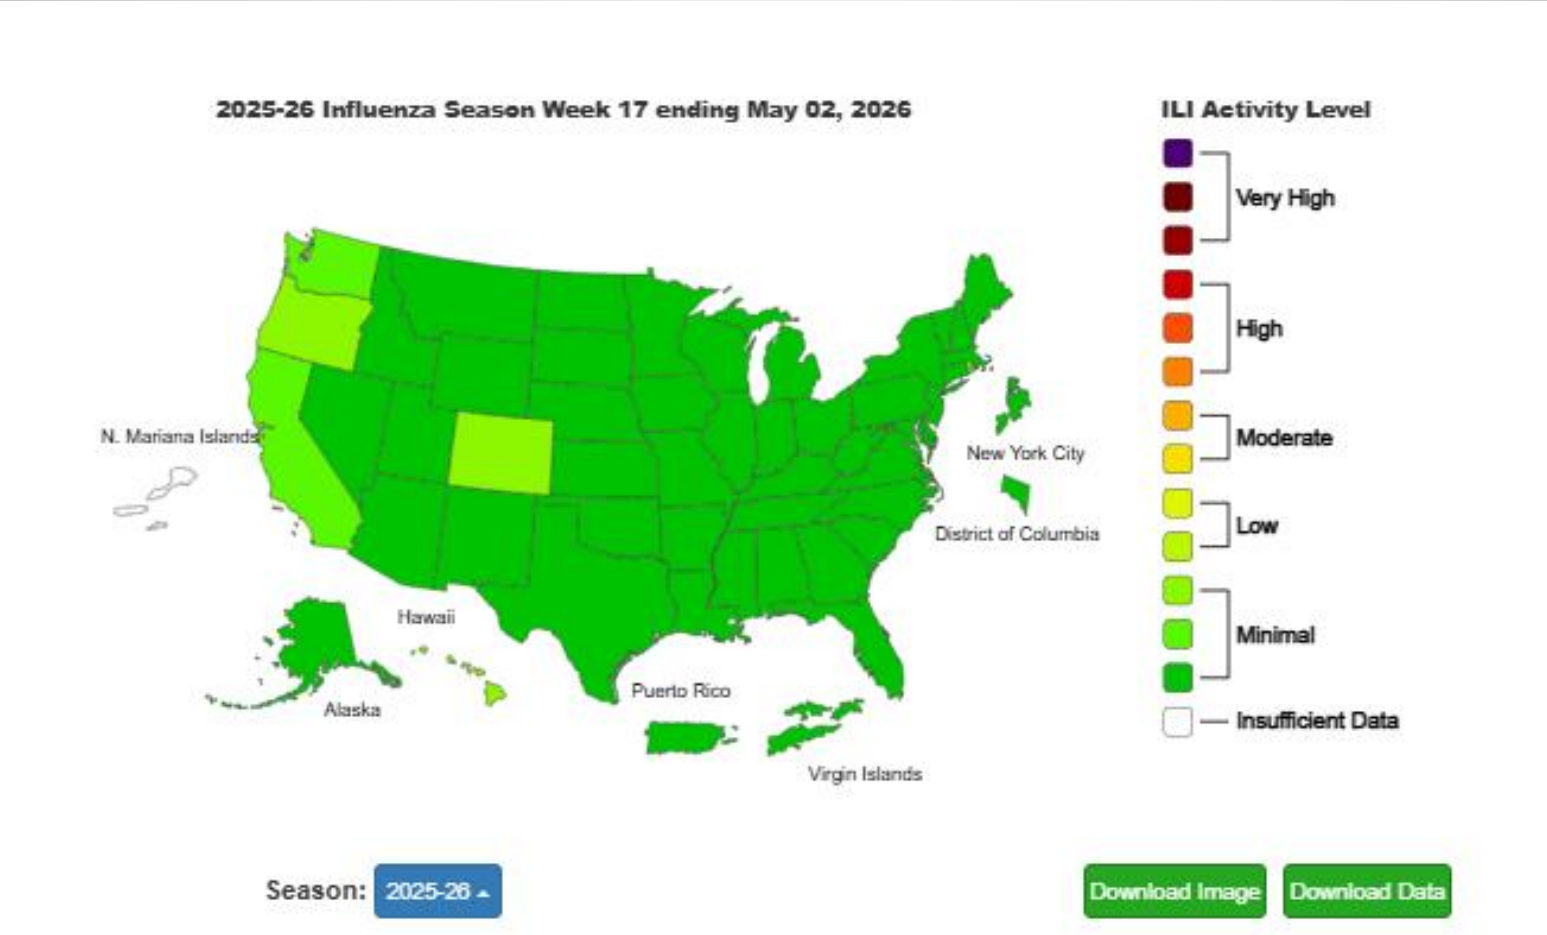 2025-26 Influenza Season Week 17 ending May 02, 2026
ILI Activity Level
Very High
High
Moderate
Low
Minimal
Insufficient Data
N. Mariana Islands
New York City
District of Columbia
Hawaii
Alaska
Puerto Rico
Virgin Islands
Season: 2025-26
Download Image
Download Data